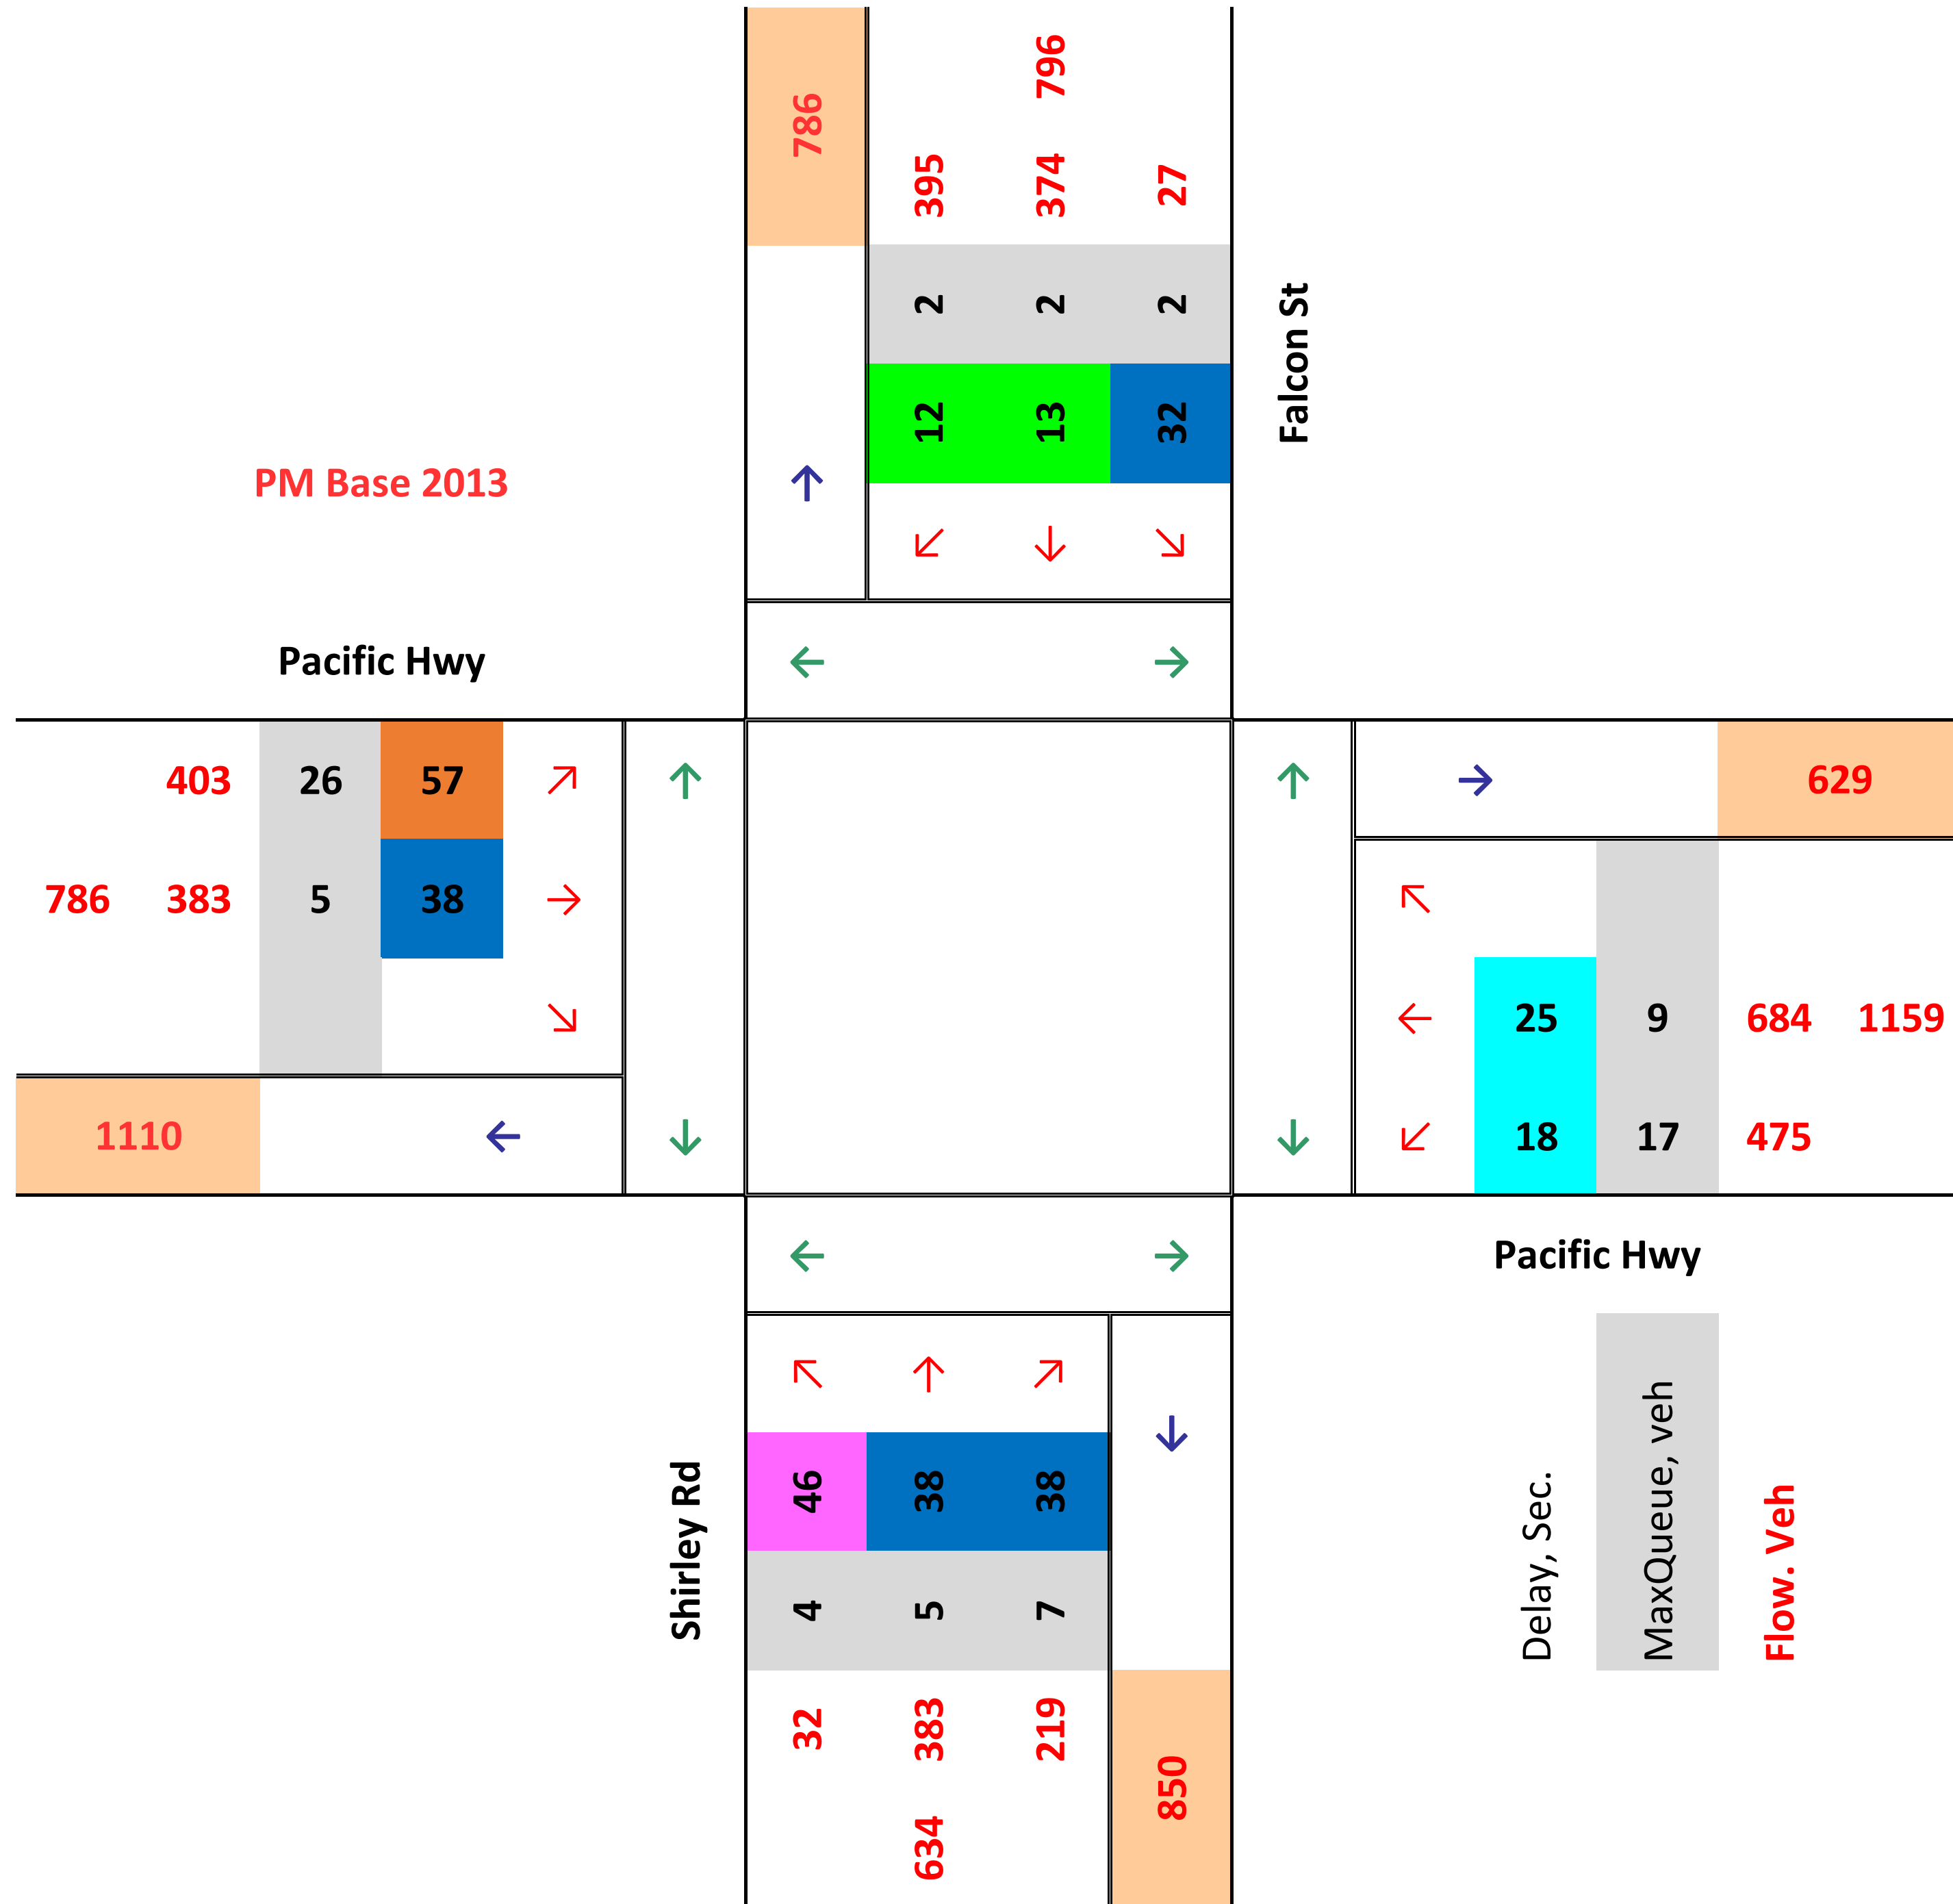 786
796
395 374 27
2 2 2
12 13 32
Falcon St
PM Base 2013
Pacific Hwy
403 26 57
786 383 5 38
1110
629
25 9 684 1159
18 17 475
Pacific Hwy
Shirley Rd
46 38 38
4 5 7
32 383 219
634
850
Delay, Sec.
MaxQueue, veh
Flow. Veh